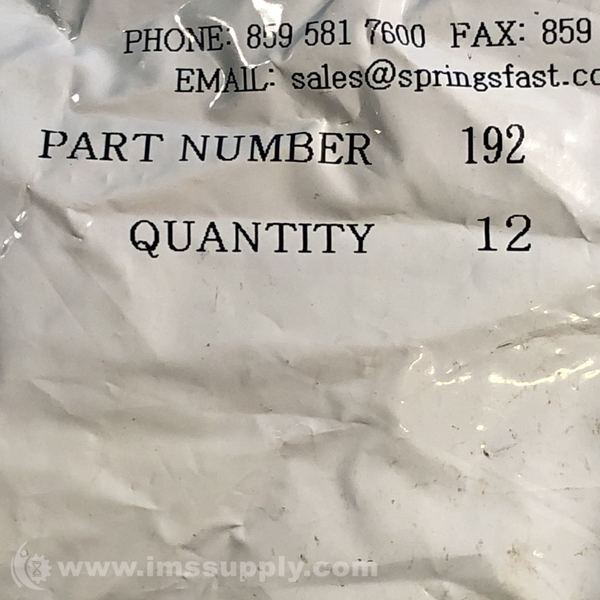 PHONE: 859 581 7600 FAX: 859
EMAIL: sales@springsfast.co
PART NUMBER 192
QUANTITY 12
www.imssupply.com